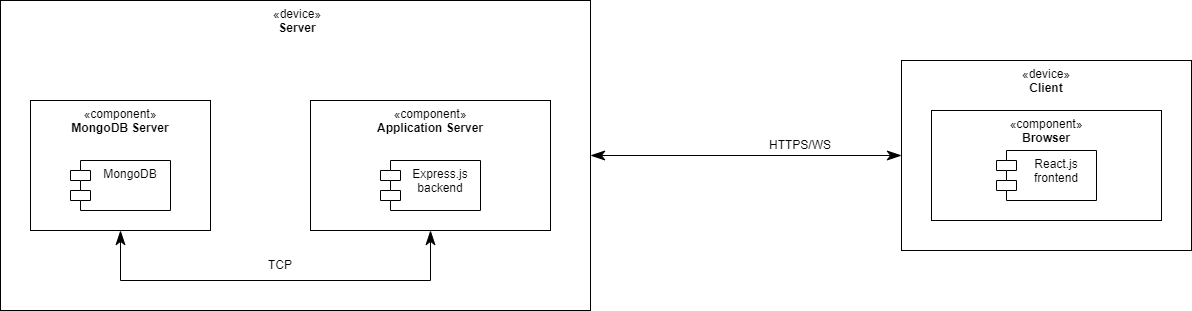 «device»
Server
«component»
MongoDB Server
MongoDB
«component»
Application Server
Express.js
backend
TCP
HTTPS/WS
«device»
Client
«component»
Browser
React.js
frontend